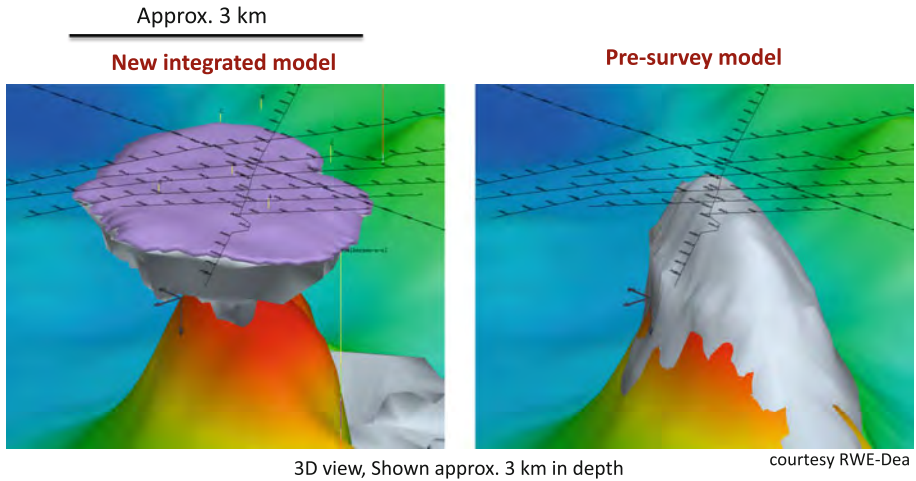 Approx. 3 km
New integrated model
Pre-survey model
3D view, Shown approx. 3 km in depth
courtesy RWE-Dea